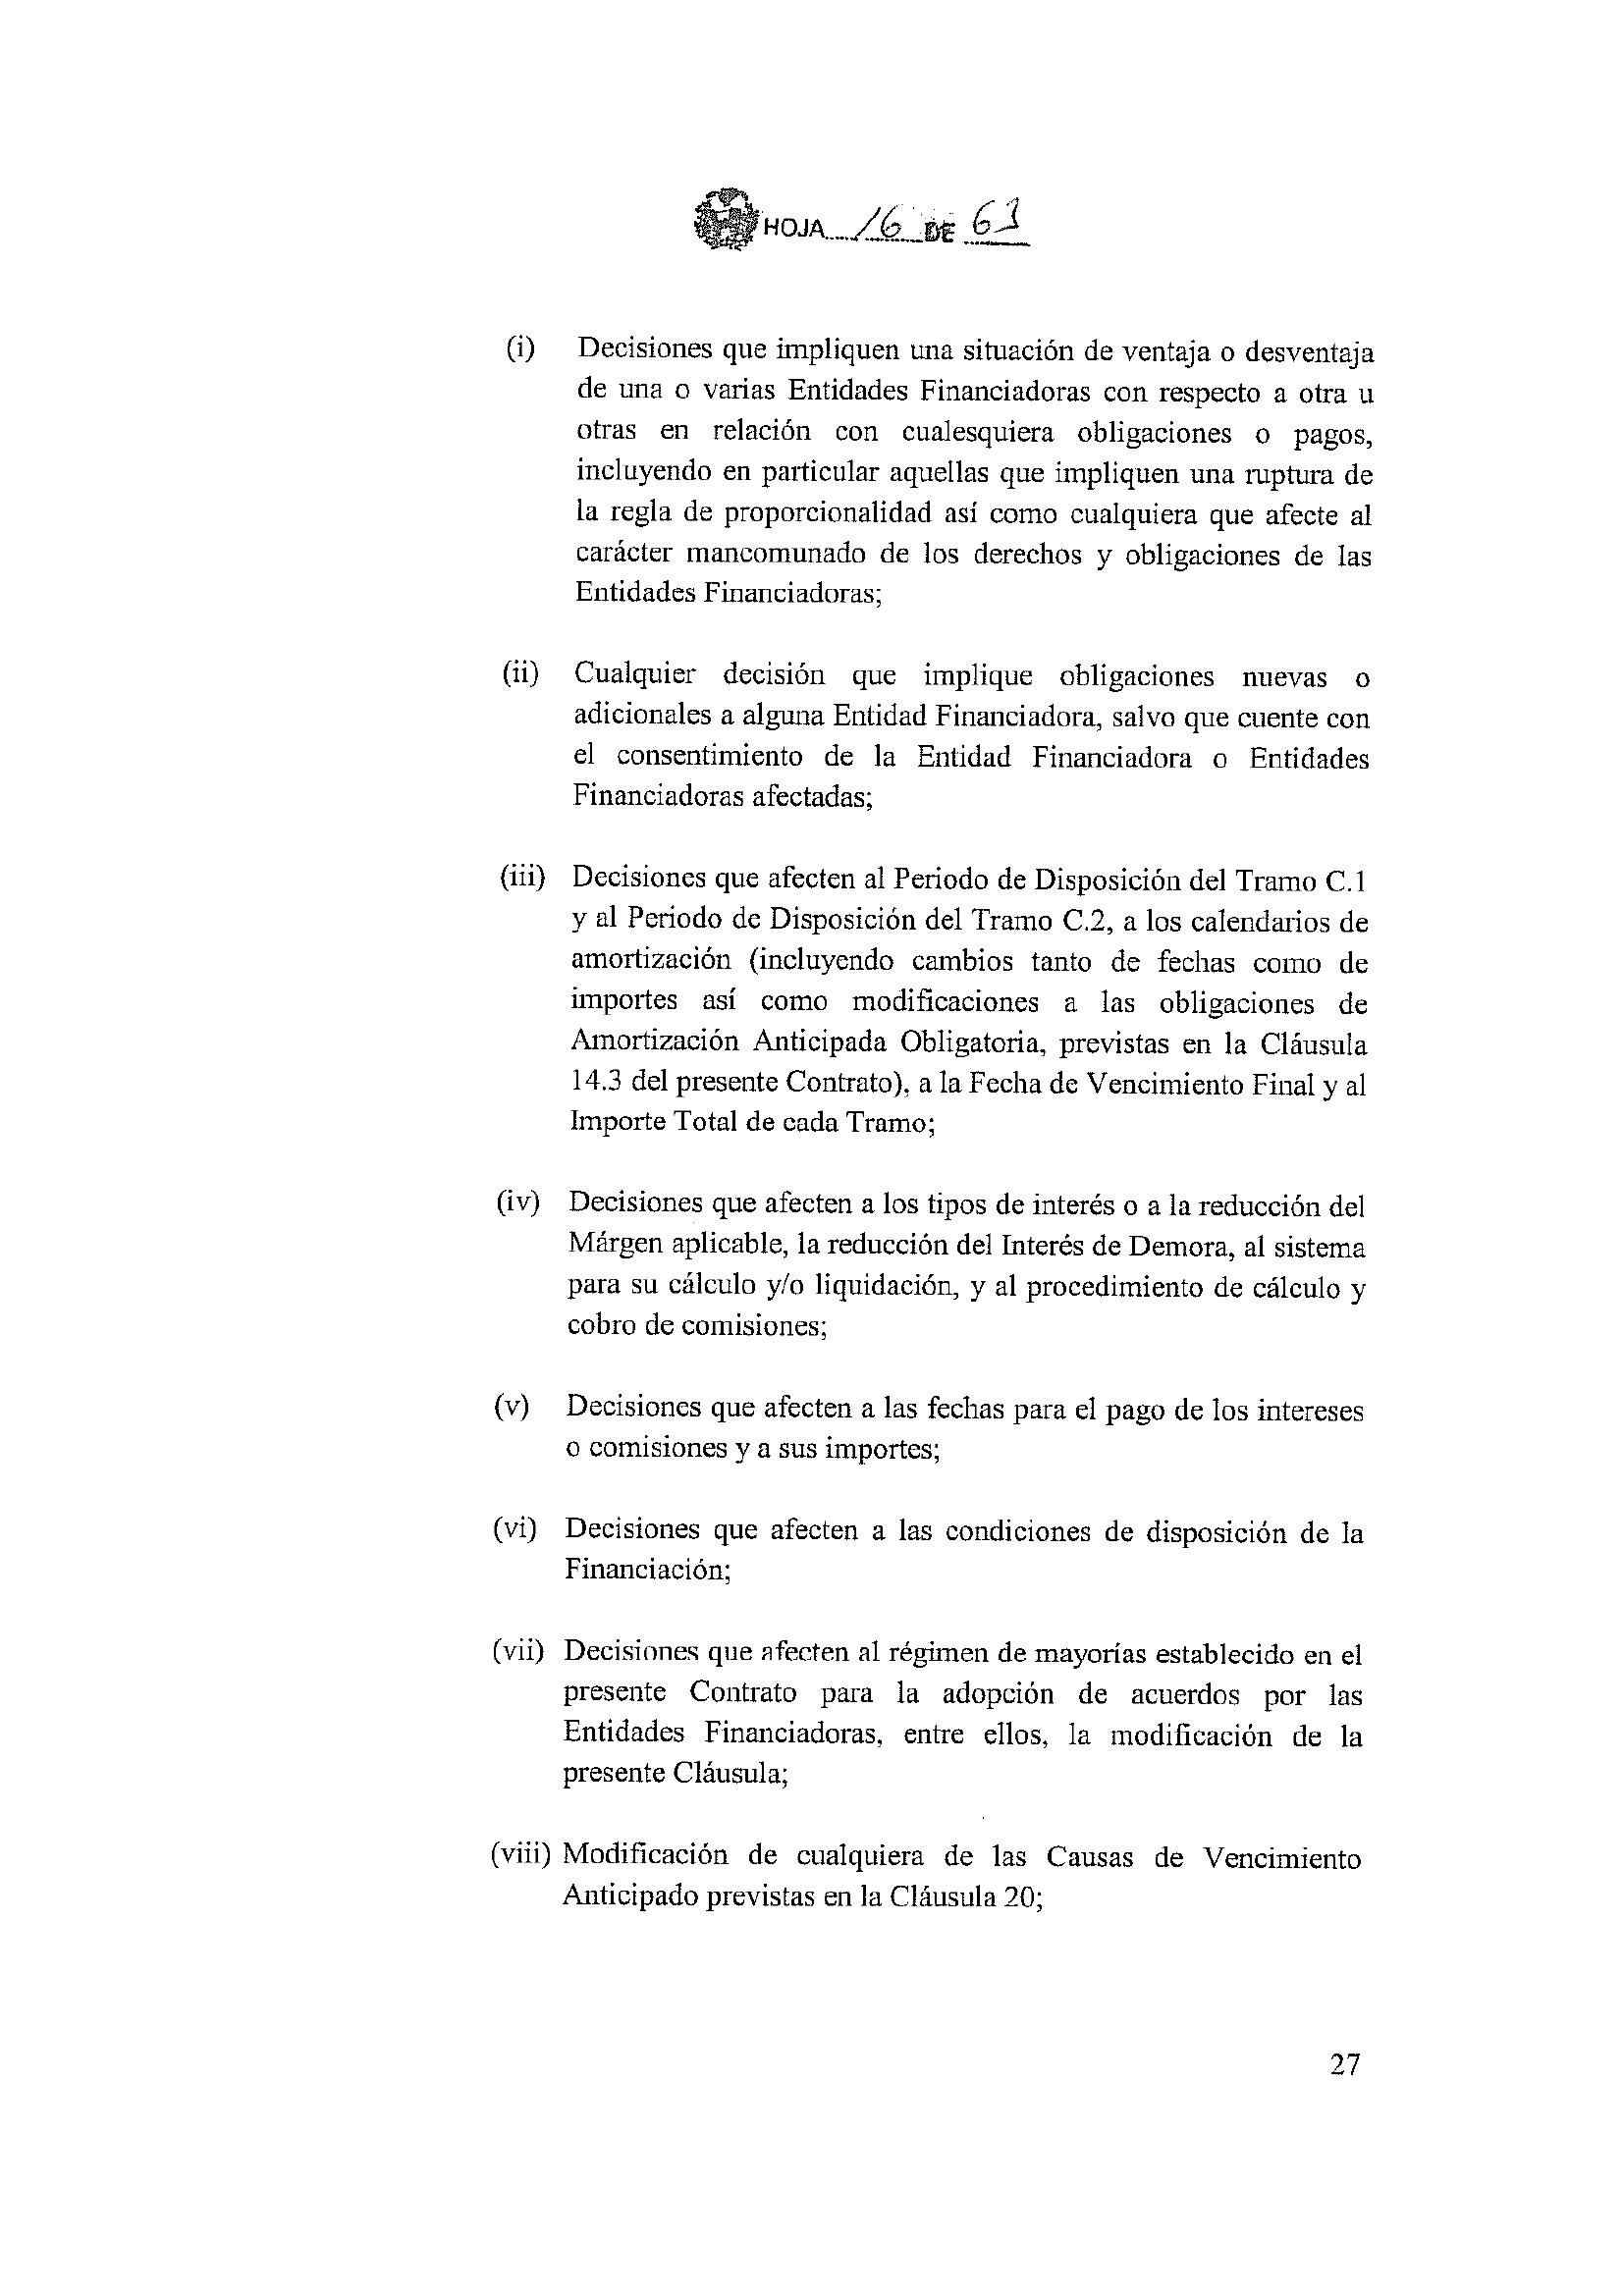 HOJA 16 DE 61
(i) Decisiones que impliquen una situación de ventaja o desventaja
de una o varias Entidades Financiadoras con respecto a otra u
otras en relación con cualesquiera obligaciones o pagos,
incluyendo en particular aquellas que impliquen una ruptura de
la regla de proporcionalidad así como cualquiera que afecte al
carácter mancomunado de los derechos y obligaciones de las
Entidades Financiadoras;
(ii) Cualquier decisión que implique obligaciones nuevas o
adicionales a alguna Entidad Financiadora, salvo que cuente con
el consentimiento de la Entidad Financiadora o Entidades
Financiadoras afectadas;
(iii) Decisiones que afecten al Periodo de Disposición del Tramo C.1
y al Periodo de Disposición del Tramo C.2, a los calendarios de
amortización (incluyendo cambios tanto de fechas como de
importes así como modificaciones a las obligaciones de
Amortización Anticipada Obligatoria, previstas en la Cláusula
14.3 del presente Contrato), a la Fecha de Vencimiento Final y al
Importe Total de cada Tramo;
(iv) Decisiones que afecten a los tipos de interés o a la reducción del
Márgen aplicable, la reducción del Interés de Demora, al sistema
para su cálculo y/o liquidación, y al procedimiento de cálculo y
cobro de comisiones;
(v) Decisiones que afecten a las fechas para el pago de los intereses
o comisiones y a sus importes;
(vi) Decisiones que afecten a las condiciones de disposición de la
Financiación;
(vii) Decisiones que afecten al régimen de mayorías establecido en el
presente Contrato para la adopción de acuerdos por las
Entidades Financiadoras, entre ellos, la modificación de la
presente Cláusula;
(viii) Modificación de cualquiera de las Causas de Vencimiento
Anticipado previstas en la Cláusula 20;
27